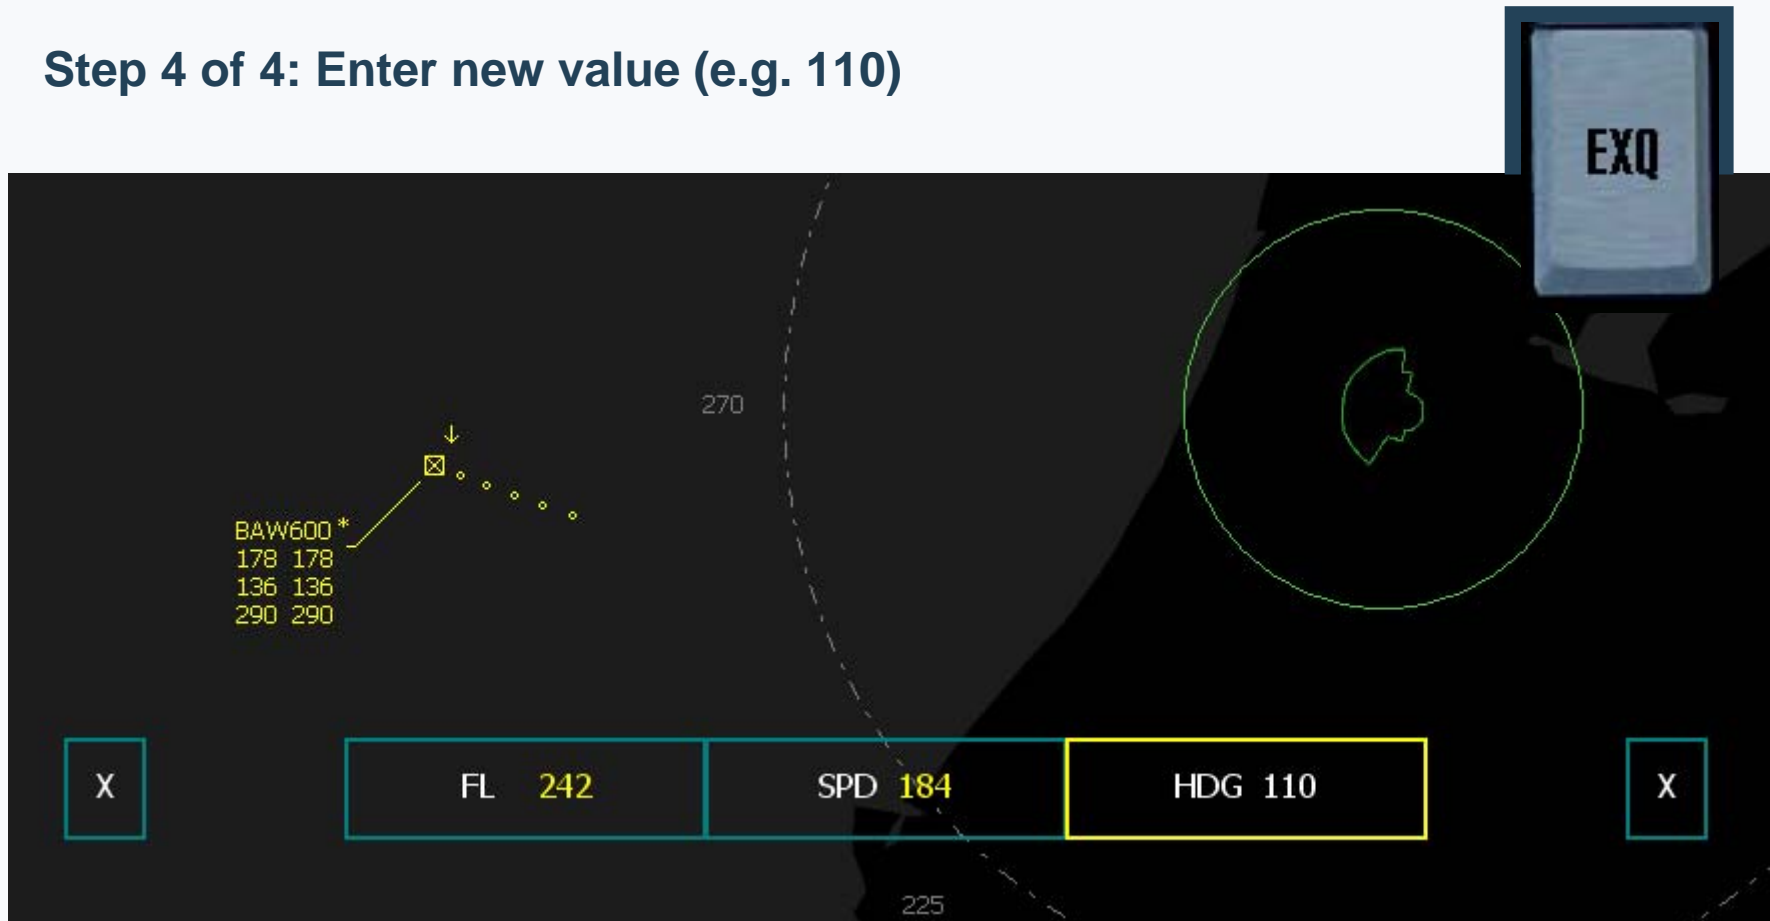 Step 4 of 4: Enter new value (e.g. 110)
EXQ
270
BAW600 *
178 178
136 136
290 290
X FL 242 SPD 184 HDG 110 X
225